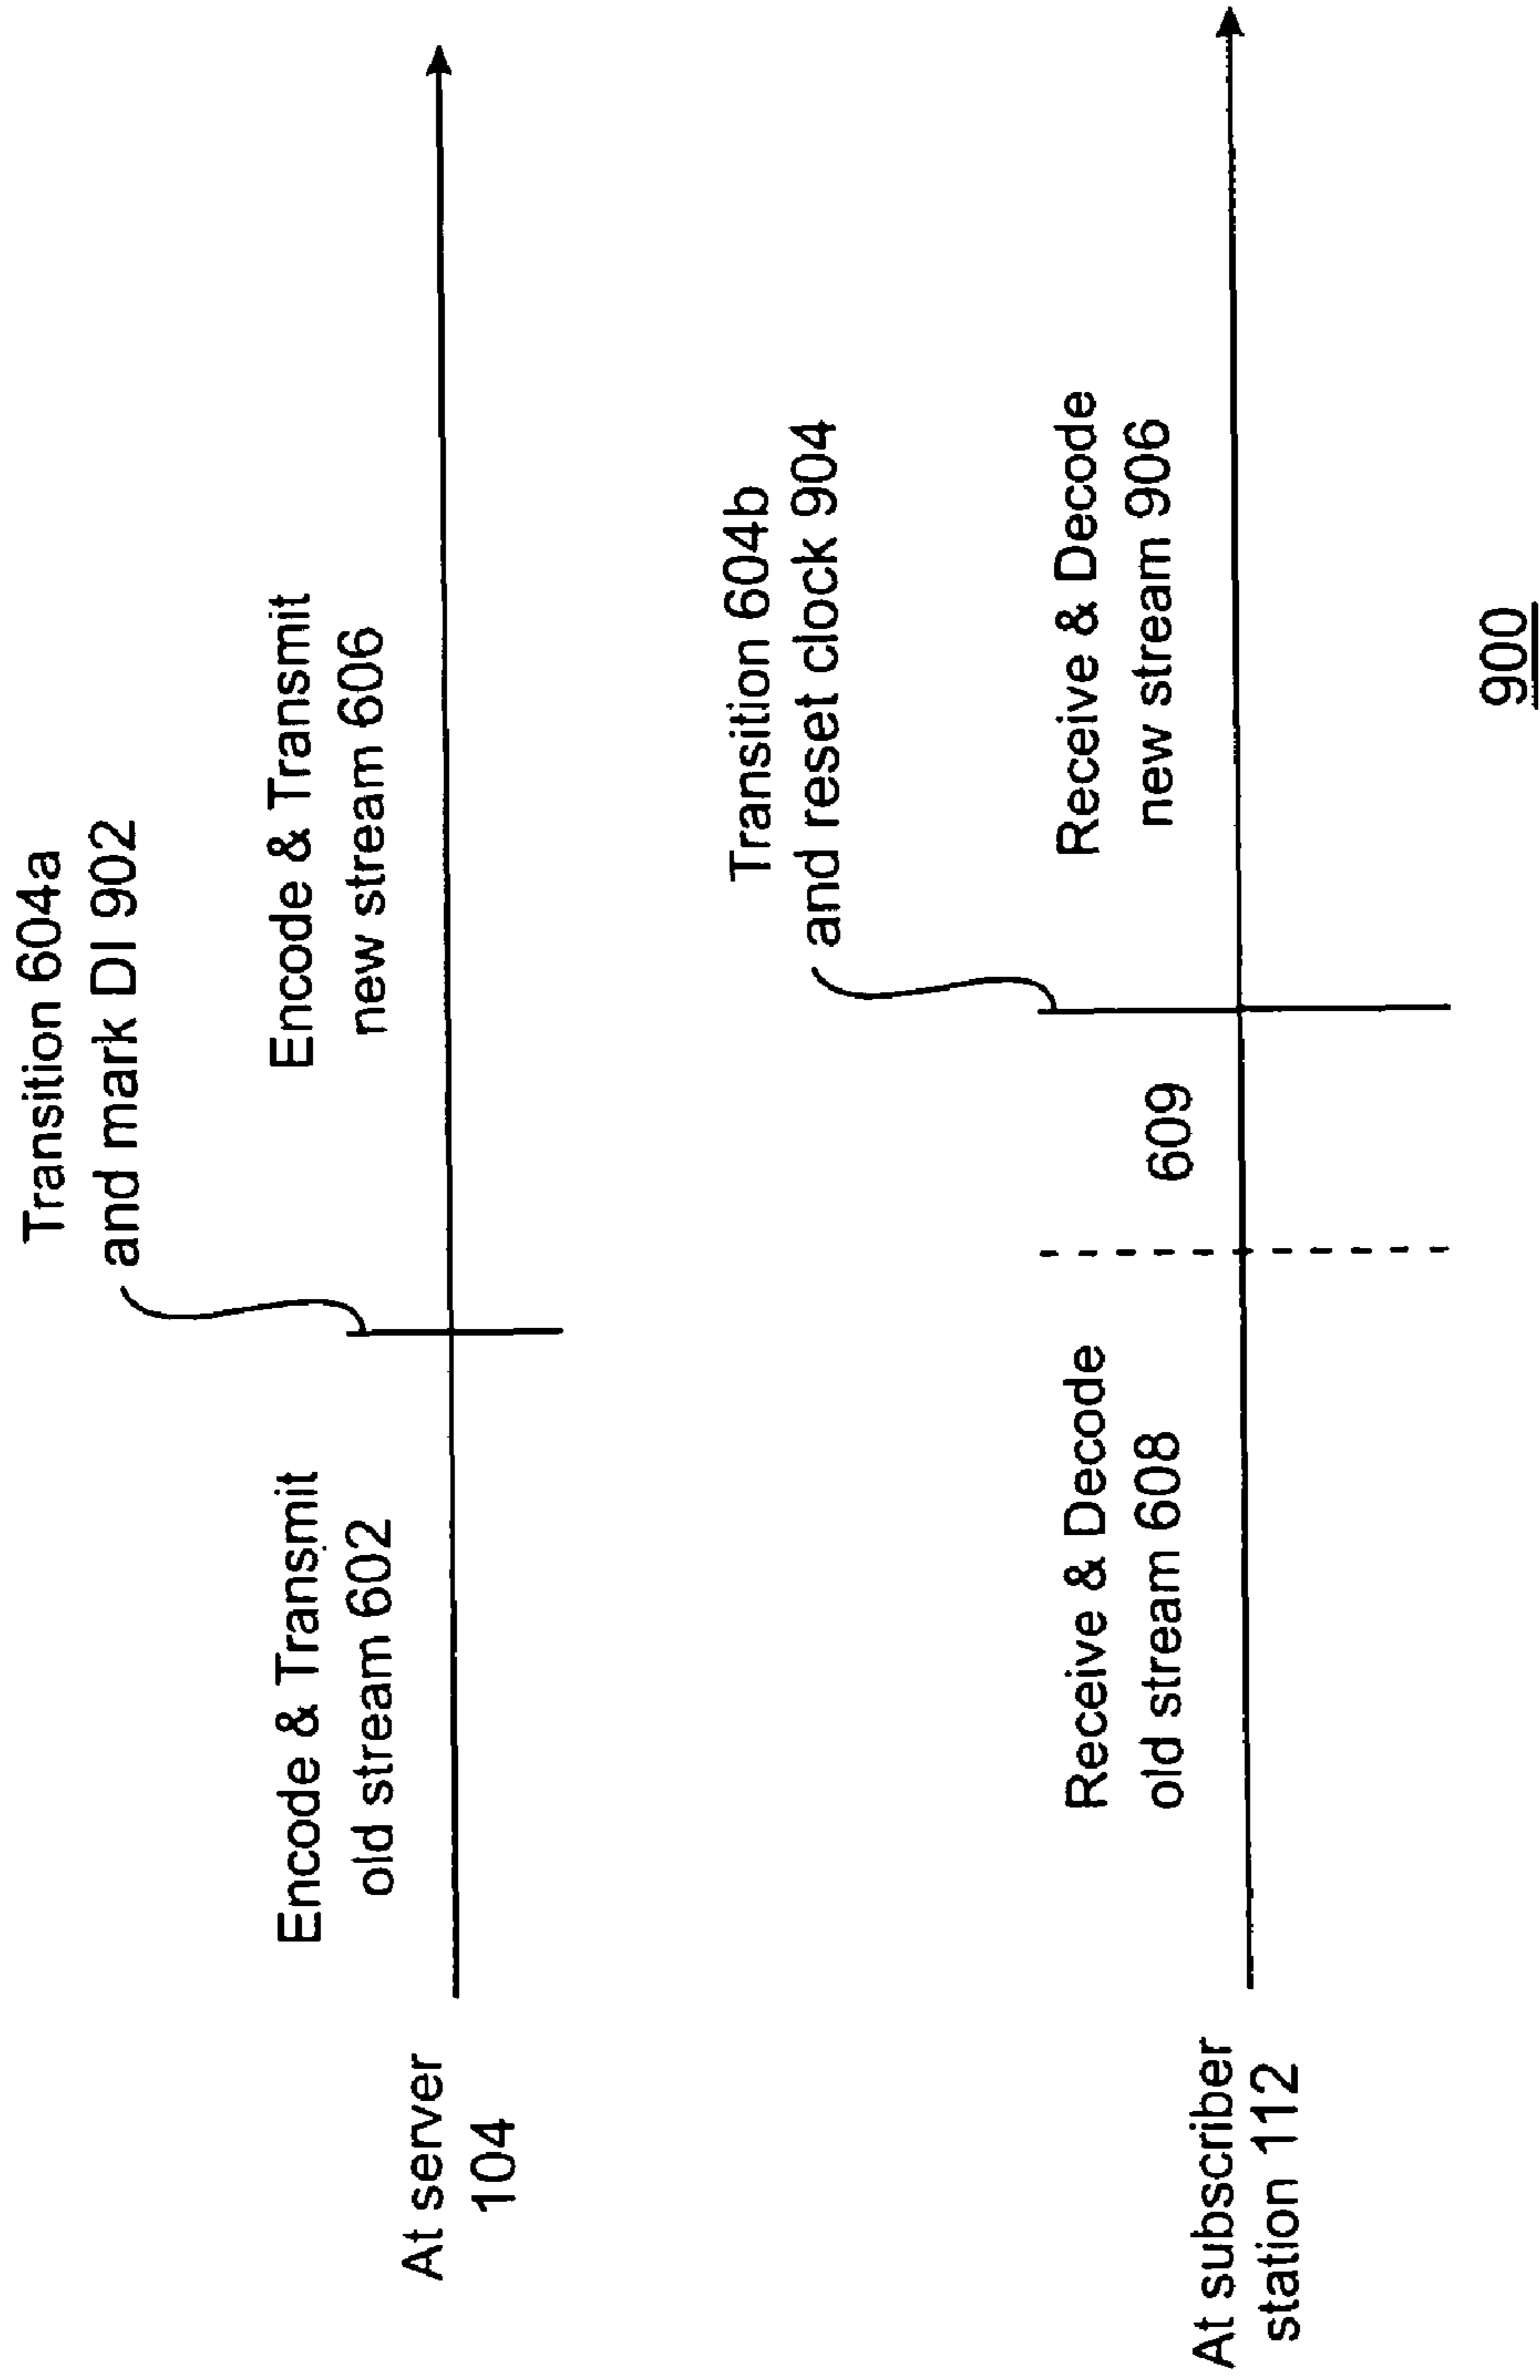 Transition 604a
and mark DI 902
Encode & Transmit
old stream 602
Encode & Transmit
new stream 606
At server
104
Transition 604b
and reset clock 904
Receive & Decode
old stream 608
609
Receive & Decode
new stream 906
At subscriber
station 112
900